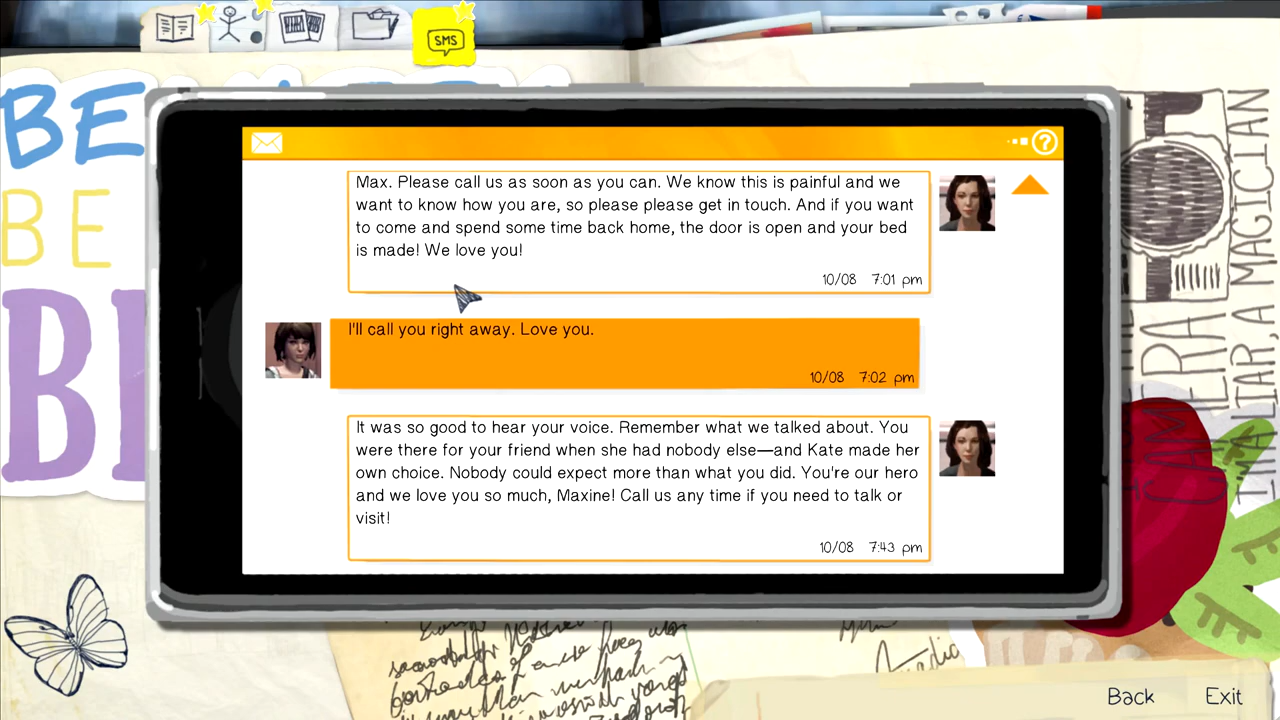 SMS
BE
BE
Max. Please call us as soon as you can. We know this is painful and we
want to know how you are, so please please get in touch. And if you want
to come and spend some time back home, the door is open and your bed
is made! We love you!
10/08 7:01 pm
I'll call you right away. Love you.
10/08 7:02 pm
It was so good to hear your voice. Remember what we talked about. You
were there for your friend when she had nobody else—and Kate made her
own choice. Nobody could expect more than what you did. You're our hero
and we love you so much, Maxine! Call us any time if you need to talk or
visit!
10/08 7:43 pm
A MAGICIAN
Back Exit